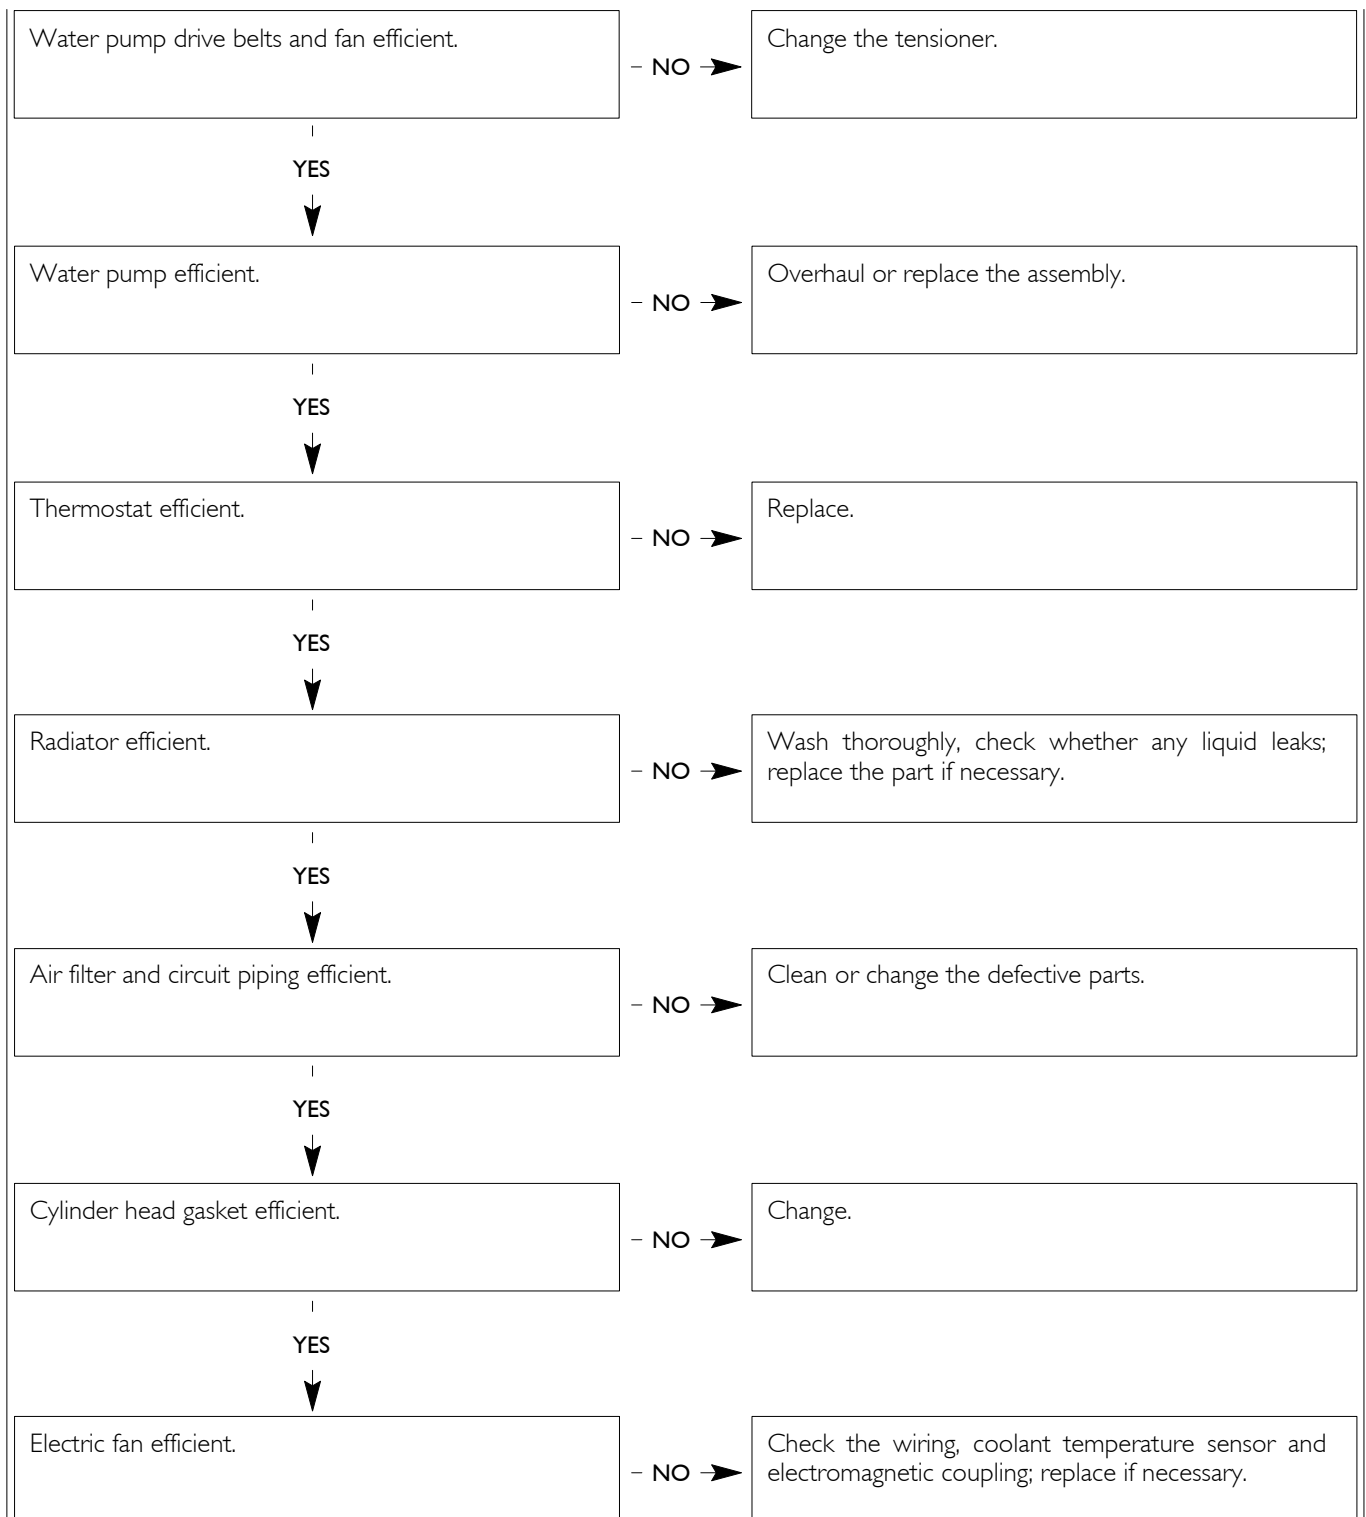 Water pump drive belts and fan efficient.
NO
Change the tensioner.
YES
Water pump efficient.
NO
Overhaul or replace the assembly.
YES
Thermostat efficient.
NO
Replace.
YES
Radiator efficient.
NO
Wash thoroughly, check whether any liquid leaks;
replace the part if necessary.
YES
Air filter and circuit piping efficient.
NO
Clean or change the defective parts.
YES
Cylinder head gasket efficient.
NO
Change.
YES
Electric fan efficient.
NO
Check the wiring, coolant temperature sensor and
electromagnetic coupling; replace if necessary.